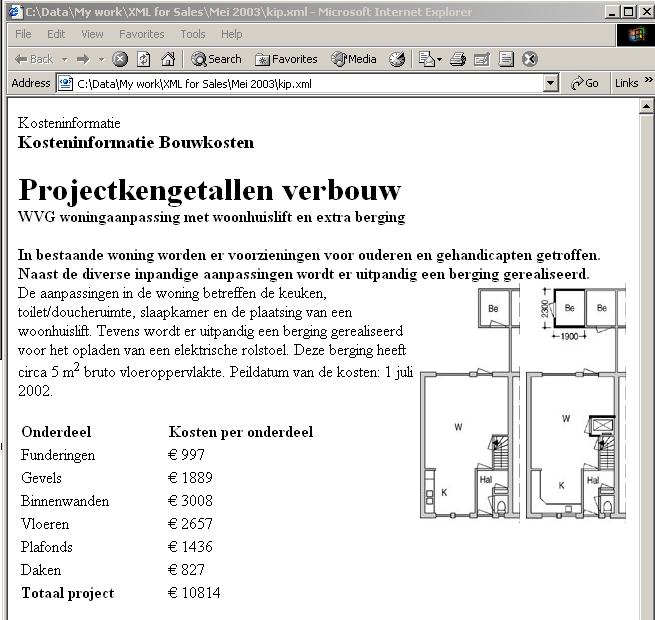 C:\Data\My work\XML for Sales\Mei 2003\kip.xml - Microsoft Internet Explorer
File Edit View Favorites Tools Help
Back Search Favorites Media
Address C:\Data\My work\XML for Sales\Mei 2003\kip.xml Go Links »
Kosteninformatie
Kosteninformatie Bouwkosten
Projectkengetallen verbouw
WVG woningaanpassing met woonhuislift en extra berging
In bestaande woning worden er voorzieningen voor ouderen en gehandicapten getroffen.
Naast de diverse inpandige aanpassingen wordt er uitpandig een berging gerealiseerd.
De aanpassingen in de woning betreffen de keuken,
toilet/doucheruimte, slaapkamer en de plaatsing van een
woonhuislift. Tevens wordt er uitpandig een berging gerealiseerd
voor het opladen van een elektrische rolstoel. Deze berging heeft
circa 5 m² bruto vloeroppervlakte. Peildatum van de kosten: 1 juli
2002.
Be 2300 Be Be
1900
W W
K Hal K Hal
Onderdeel Kosten per onderdeel
Funderingen € 997
Gevels € 1889
Binnenwanden € 3008
Vloeren € 2657
Plafonds € 1436
Daken € 827
Totaal project € 10814